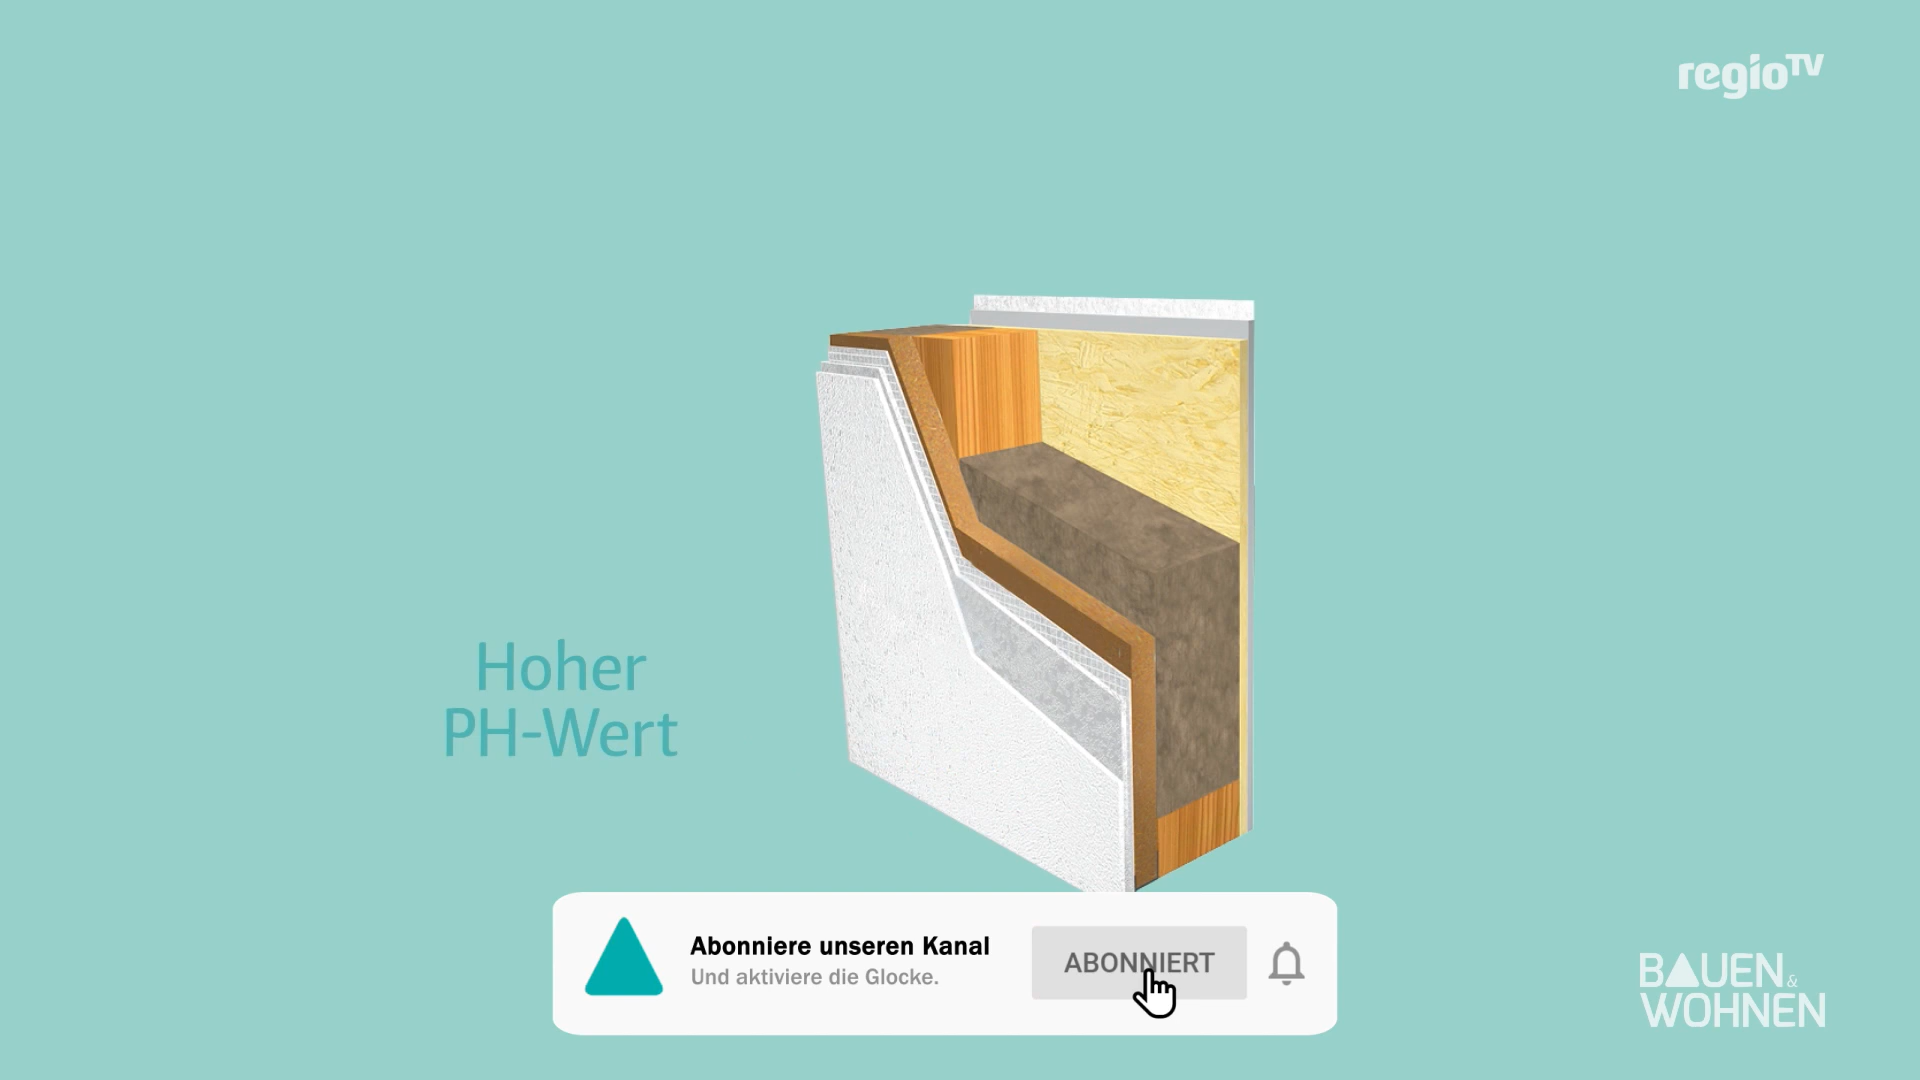 regioTV
Hoher
PH-Wert
Abonniere unseren Kanal
Und aktiviere die Glocke.
ABONNIERT
BAUEN &
WOHNEN